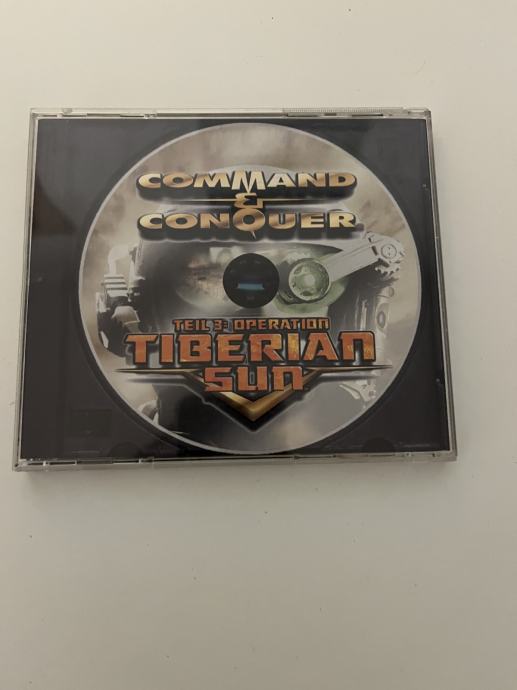 COMMAND
&
CONQUER
TEIL 3: OPERATION
TIBERIAN
SUN